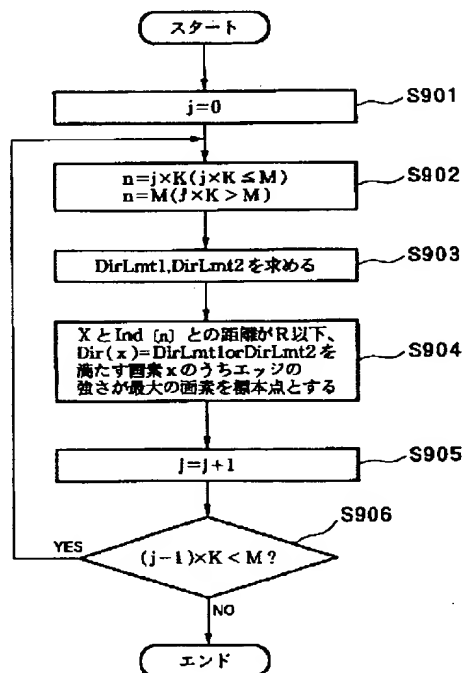 スタート
j=0
S901
n=j×K(j×K≤M)
n=M(j×K>M)
S902
DirLmt1,DirLmt2を求める
S903
XとInd〔n〕との距離がR以下、
Dir(x)=DirLmt1orDirLmt2を
満たす画素xのうちエッジの
強さが最大の画素を標本点とする
S904
j=j+1
S905
S906
(j-1)×K<M?
YES
NO
エンド